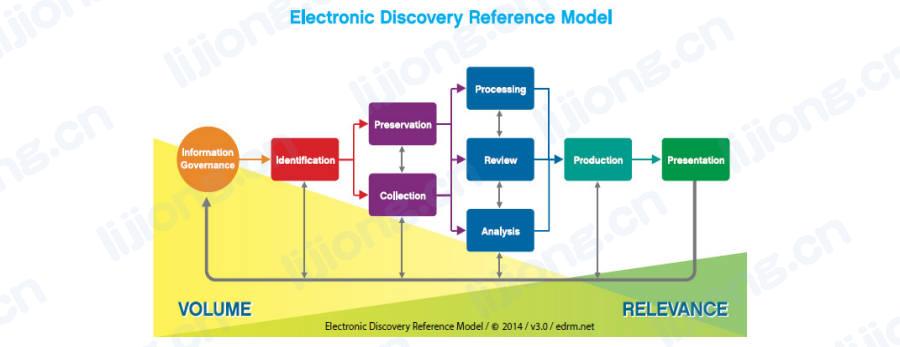 Electronic Discovery Reference Model
Processing
Preservation
Information
Governance
Identification
Review
Production
Presentation
Collection
Analysis
VOLUME
RELEVANCE
Electronic Discovery Reference Model / © 2014 / v3.0 / edrm.net
lijiong.cn
lijiong.cn
lijiong.cn
lijiong.cn
lijiong.cn
lijiong.cn
lijiong.cn